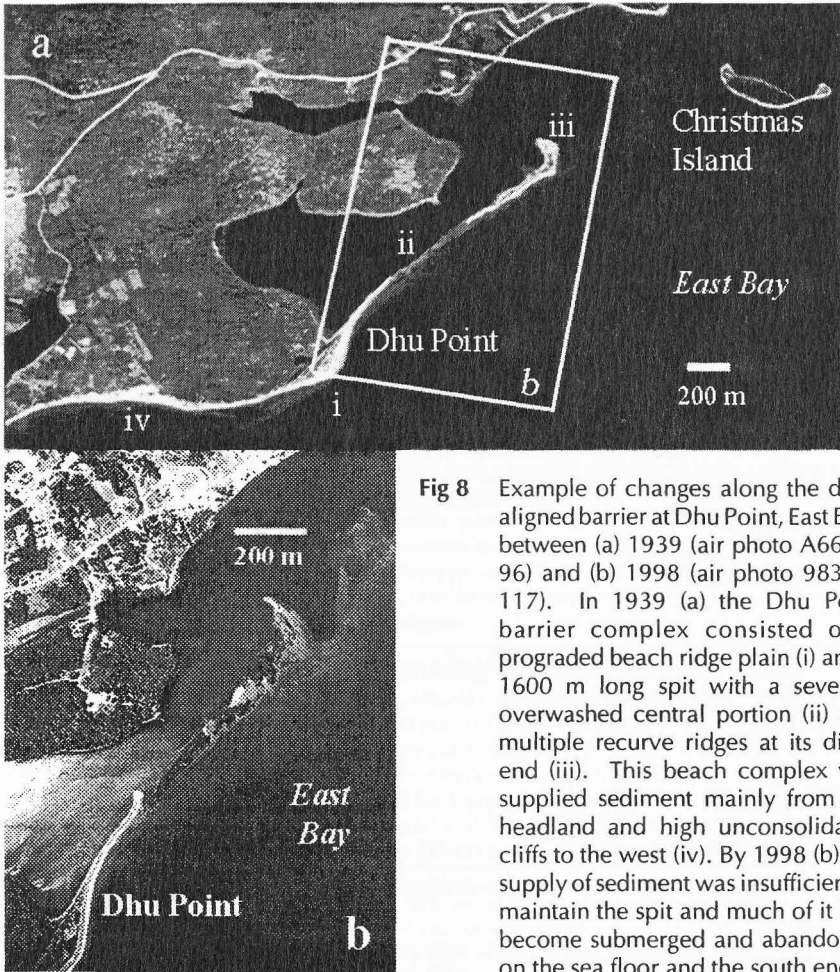 a
iii
Christmas
Island
ii
East Bay
Dhu Point
b
200 m
iv
i
200 m
East
Bay
Dhu Point
b
Fig 8 Example of changes along the d
aligned barrier at Dhu Point, East B
between (a) 1939 (air photo A66
96) and (b) 1998 (air photo 983
117). In 1939 (a) the Dhu Po
barrier complex consisted o
prograded beach ridge plain (i) an
1600 m long spit with a seve
overwashed central portion (ii)
multiple recurve ridges at its di
end (iii). This beach complex w
supplied sediment mainly from
headland and high unconsolida
cliffs to the west (iv). By 1998 (b)
supply of sediment was insufficien
maintain the spit and much of it
become submerged and abando
on the sea floor and the south en